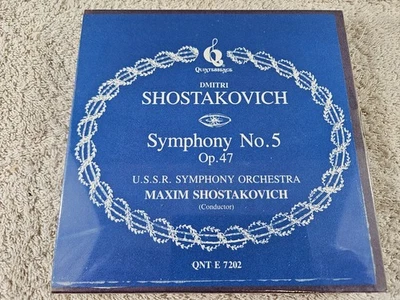 QUINTESSENCE
DMITRI
SHOSTAKOVICH
Symphony No. 5
Op. 47
U.S.S.R. SYMPHONY ORCHESTRA
MAXIM SHOSTAKOVICH
(Conductor)
QNT E 7202